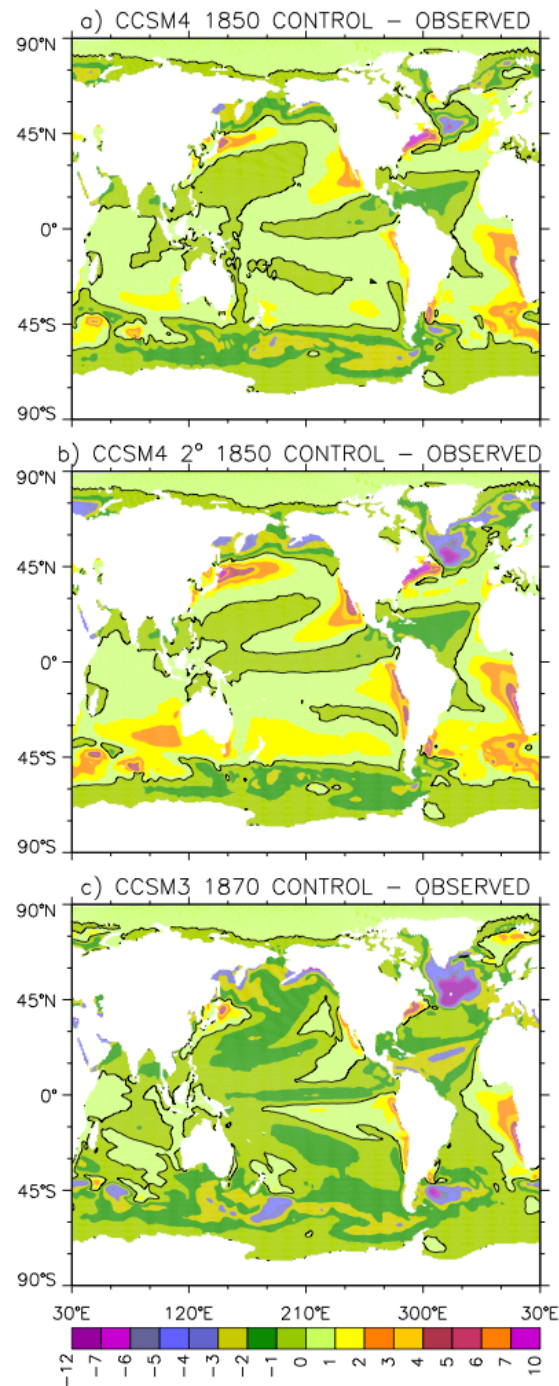 a) CCSM4 1850 CONTROL – OBSERVED
90°N
45°N
0°
45°S
90°S
b) CCSM4 2° 1850 CONTROL – OBSERVED
90°N
45°N
0°
45°S
90°S
c) CCSM3 1870 CONTROL – OBSERVED
90°N
45°N
0°
45°S
90°S
30°E 120°E 210°E 300°E 30°E
−12 −7 −6 −5 −4 −3 −2 −1 0 1 2 3 4 5 6 7 10